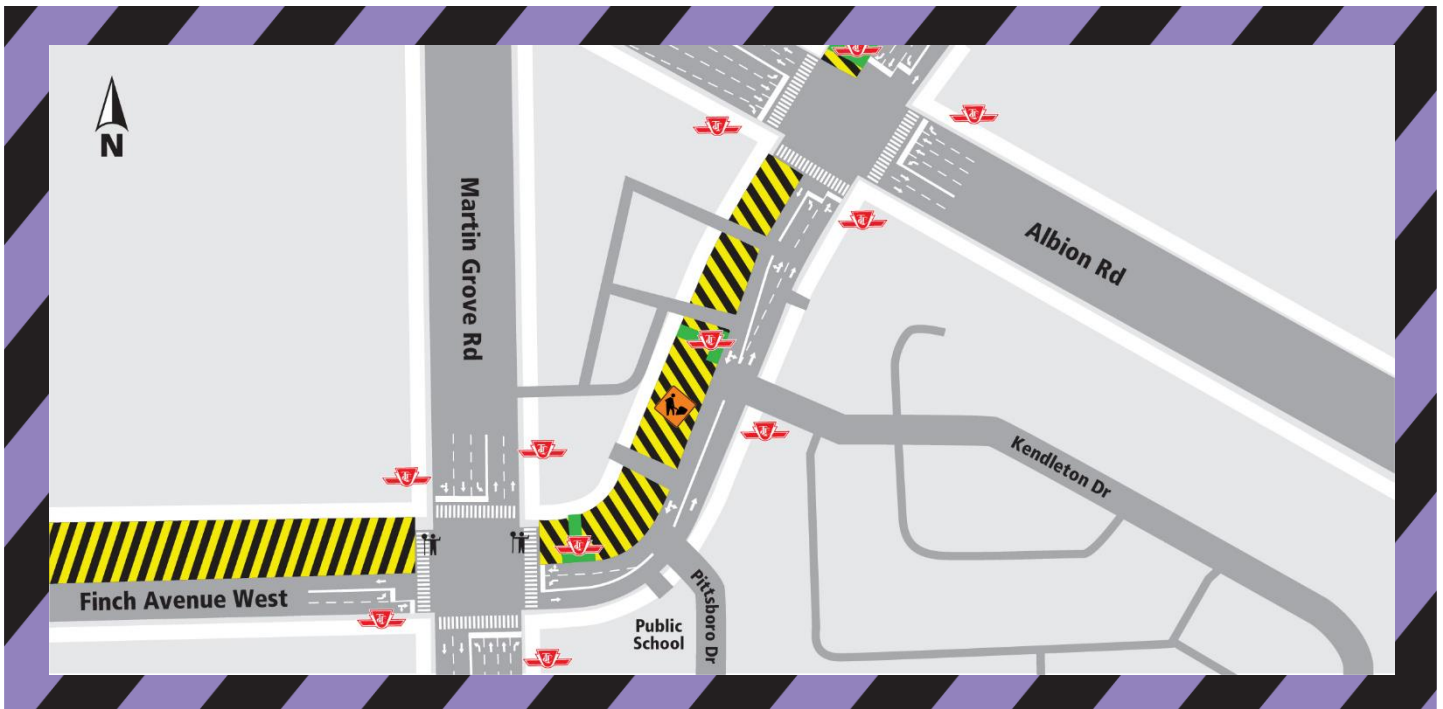 N
Martin Grove Rd
Albion Rd
Kendleton Dr
Finch Avenue West
Public
School
Pittsboro Dr